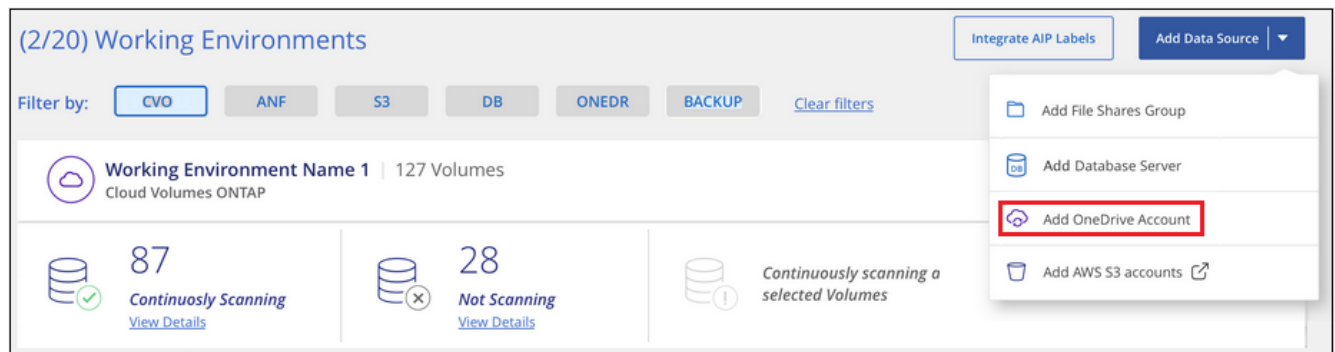 (2/20) Working Environments
Integrate AIP Labels
Add Data Source
Filter by: CVO ANF S3 DB ONEDR BACKUP Clear filters
Add File Shares Group
Working Environment Name 1 | 127 Volumes
Cloud Volumes ONTAP
DB
Add Database Server
Add OneDrive Account
Add AWS S3 accounts
87
Continuosly Scanning
View Details
28
Not Scanning
View Details
Continuously scanning a
selected Volumes